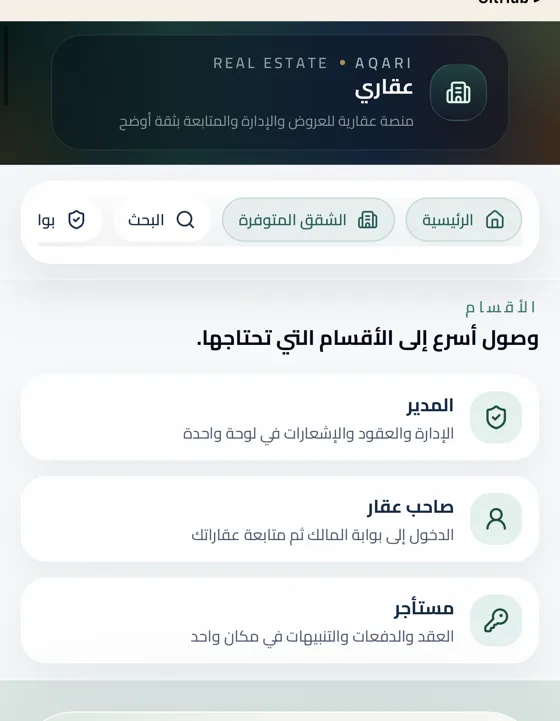 REAL ESTATE • AQARI
عقاري
منصة عقارية للعروض والإدارة والمتابعة بثقة أوضح
الرئيسية
الشقق المتوفرة
البحث
الأقسام
وصول أسرع إلى الأقسام التي تحتاجها.
المدير
الإدارة والعقود والإشعارات في لوحة واحدة
صاحب عقار
الدخول إلى بوابة المالك ثم متابعة عقاراتك
مستأجر
العقد والدفعات والتنبيهات في مكان واحد